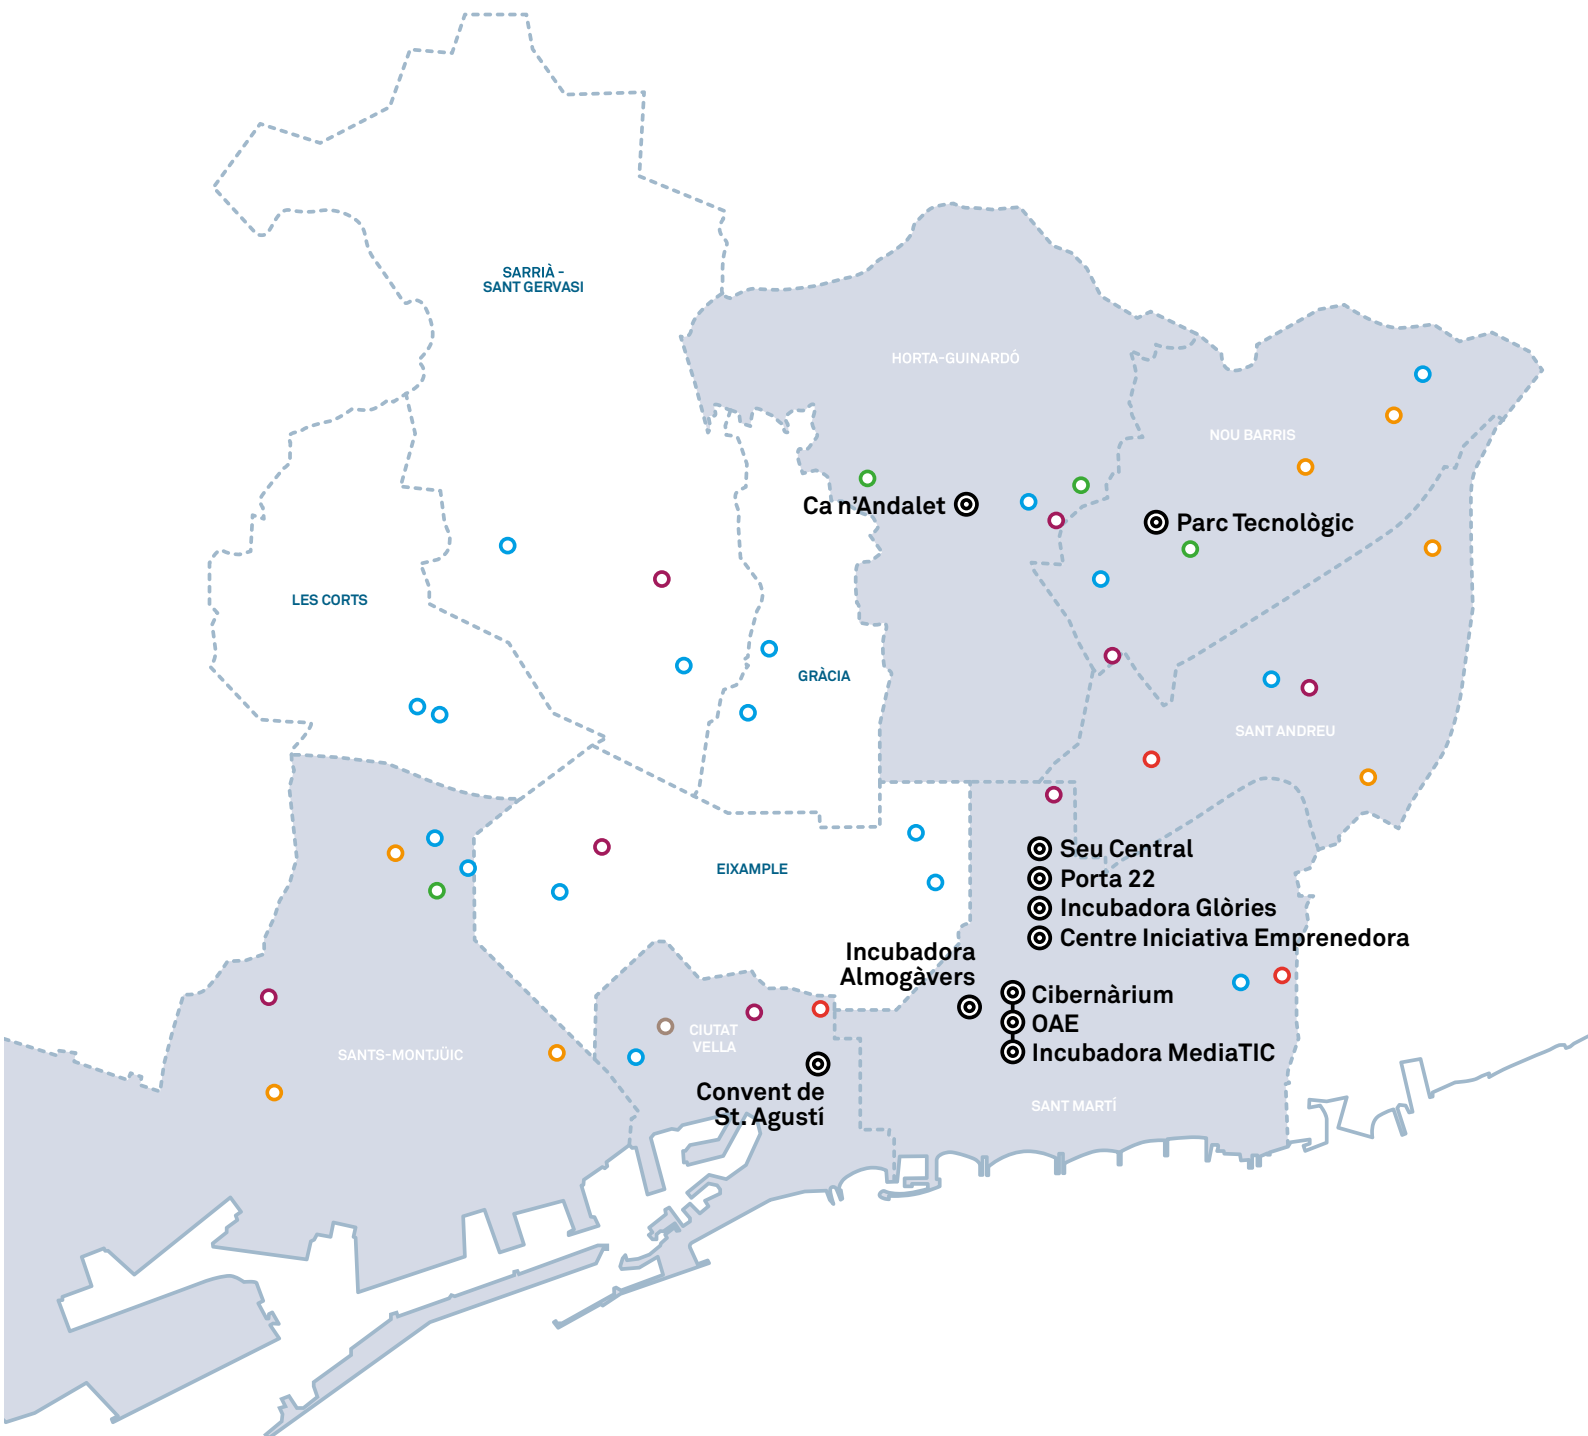 SARRIÀ -
SANT GERVASI
HORTA-GUINARDÓ
NOU BARRIS
Ca n’Andalet
Parc Tecnològic
LES CORTS
GRÀCIA
SANT ANDREU
EIXAMPLE
Seu Central
Porta 22
Incubadora Glòries
Centre Iniciativa Emprenedora
Incubadora
Almogàvers
Cibernàrium
OAE
Incubadora MediaTIC
CIUTAT
VELLA
SANTS-MONTJÜIC
Convent de
St. Agustí
SANT MARTÍ